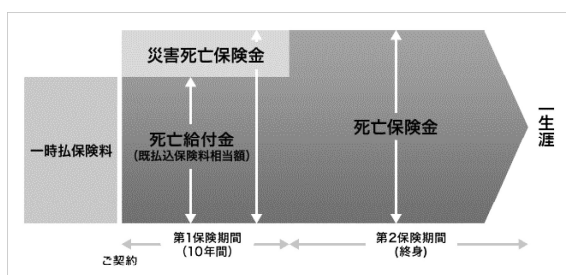 災害死亡保険金
一時払保険料
死亡給付金
（既払込保険料相当額）
死亡保険金
一生涯
第1保険期間
（10年間）
第2保険期間
(終身)
ご契約